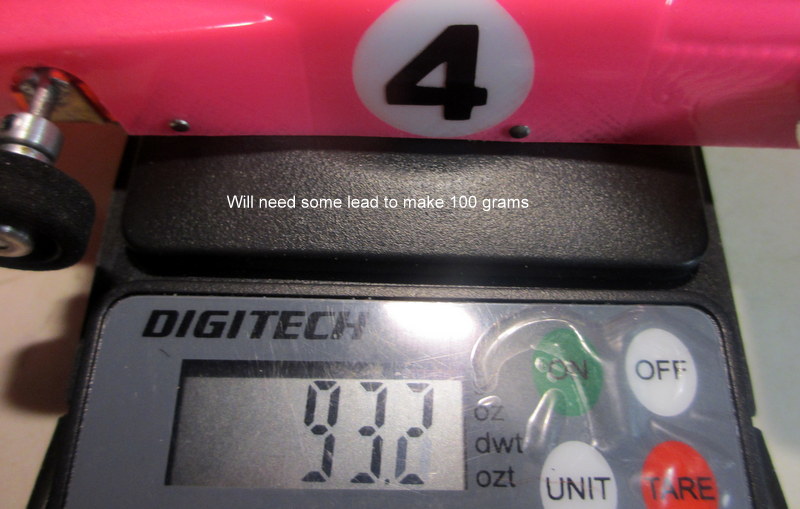 4
Will need some lead to make 100 grams
DIGITECH
ON
OFF
93.2
oz
dwt
ozt
UNIT
TARE